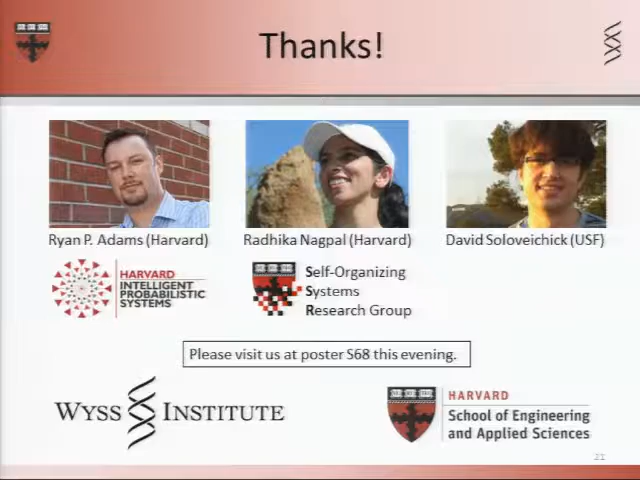 Thanks!
Ryan P. Adams (Harvard)
Radhika Nagpal (Harvard)
David Soloveichick (USF)
HARVARD
INTELLIGENT
PROBABILISTIC
SYSTEMS
Self-Organizing
Systems
Research Group
Please visit us at poster S68 this evening.
WYSS INSTITUTE
HARVARD
School of Engineering
and Applied Sciences
21